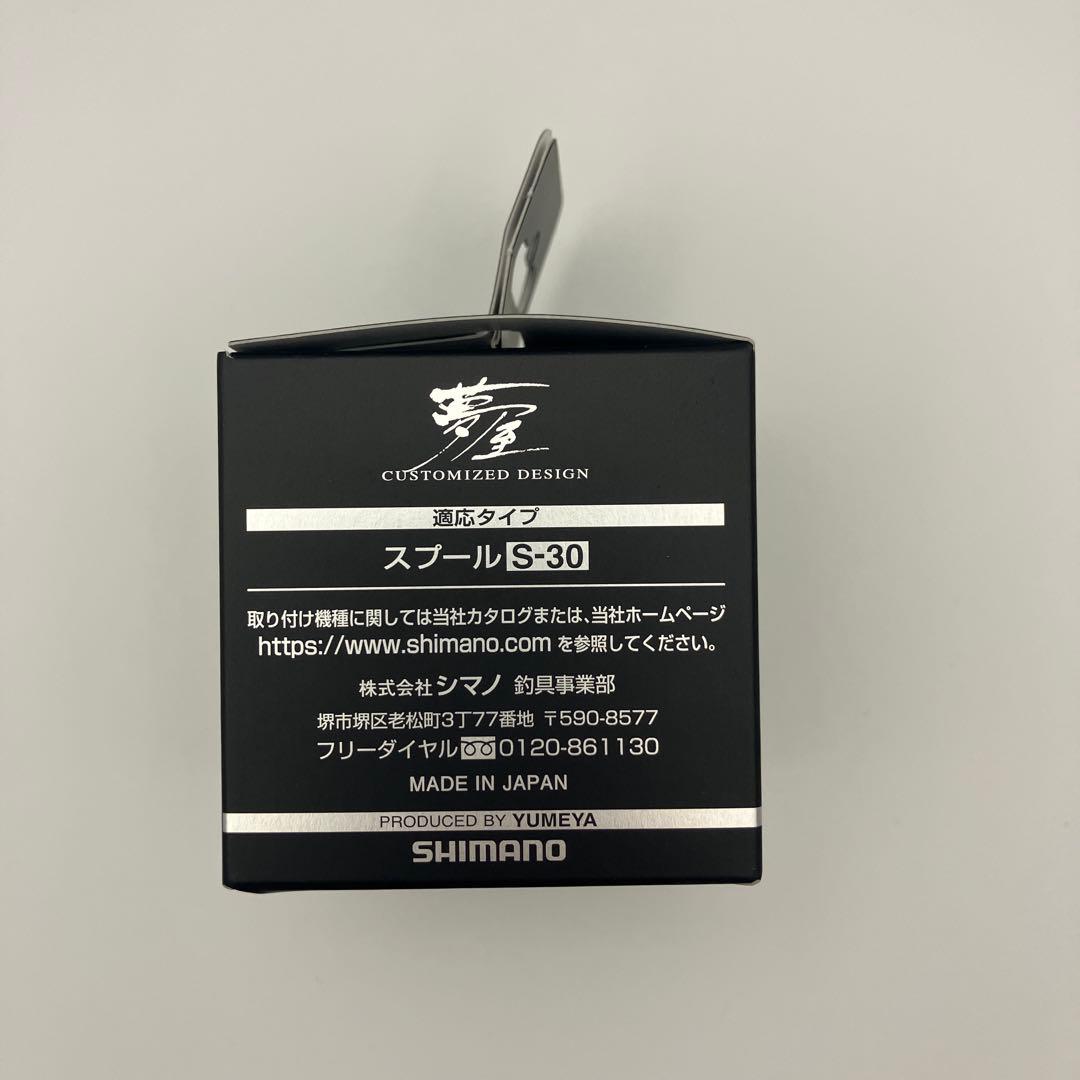 夢屋
CUSTOMIZED DESIGN
適応タイプ
スプール S-30
取り付け機種に関しては当社カタログまたは、当社ホームページ
https://www.shimano.com を参照してください。
株式会社シマノ 釣具事業部
堺市堺区老松町3丁77番地 〒590-8577
フリーダイヤル 0120-861130
MADE IN JAPAN
PRODUCED BY YUMEYA
SHIMANO